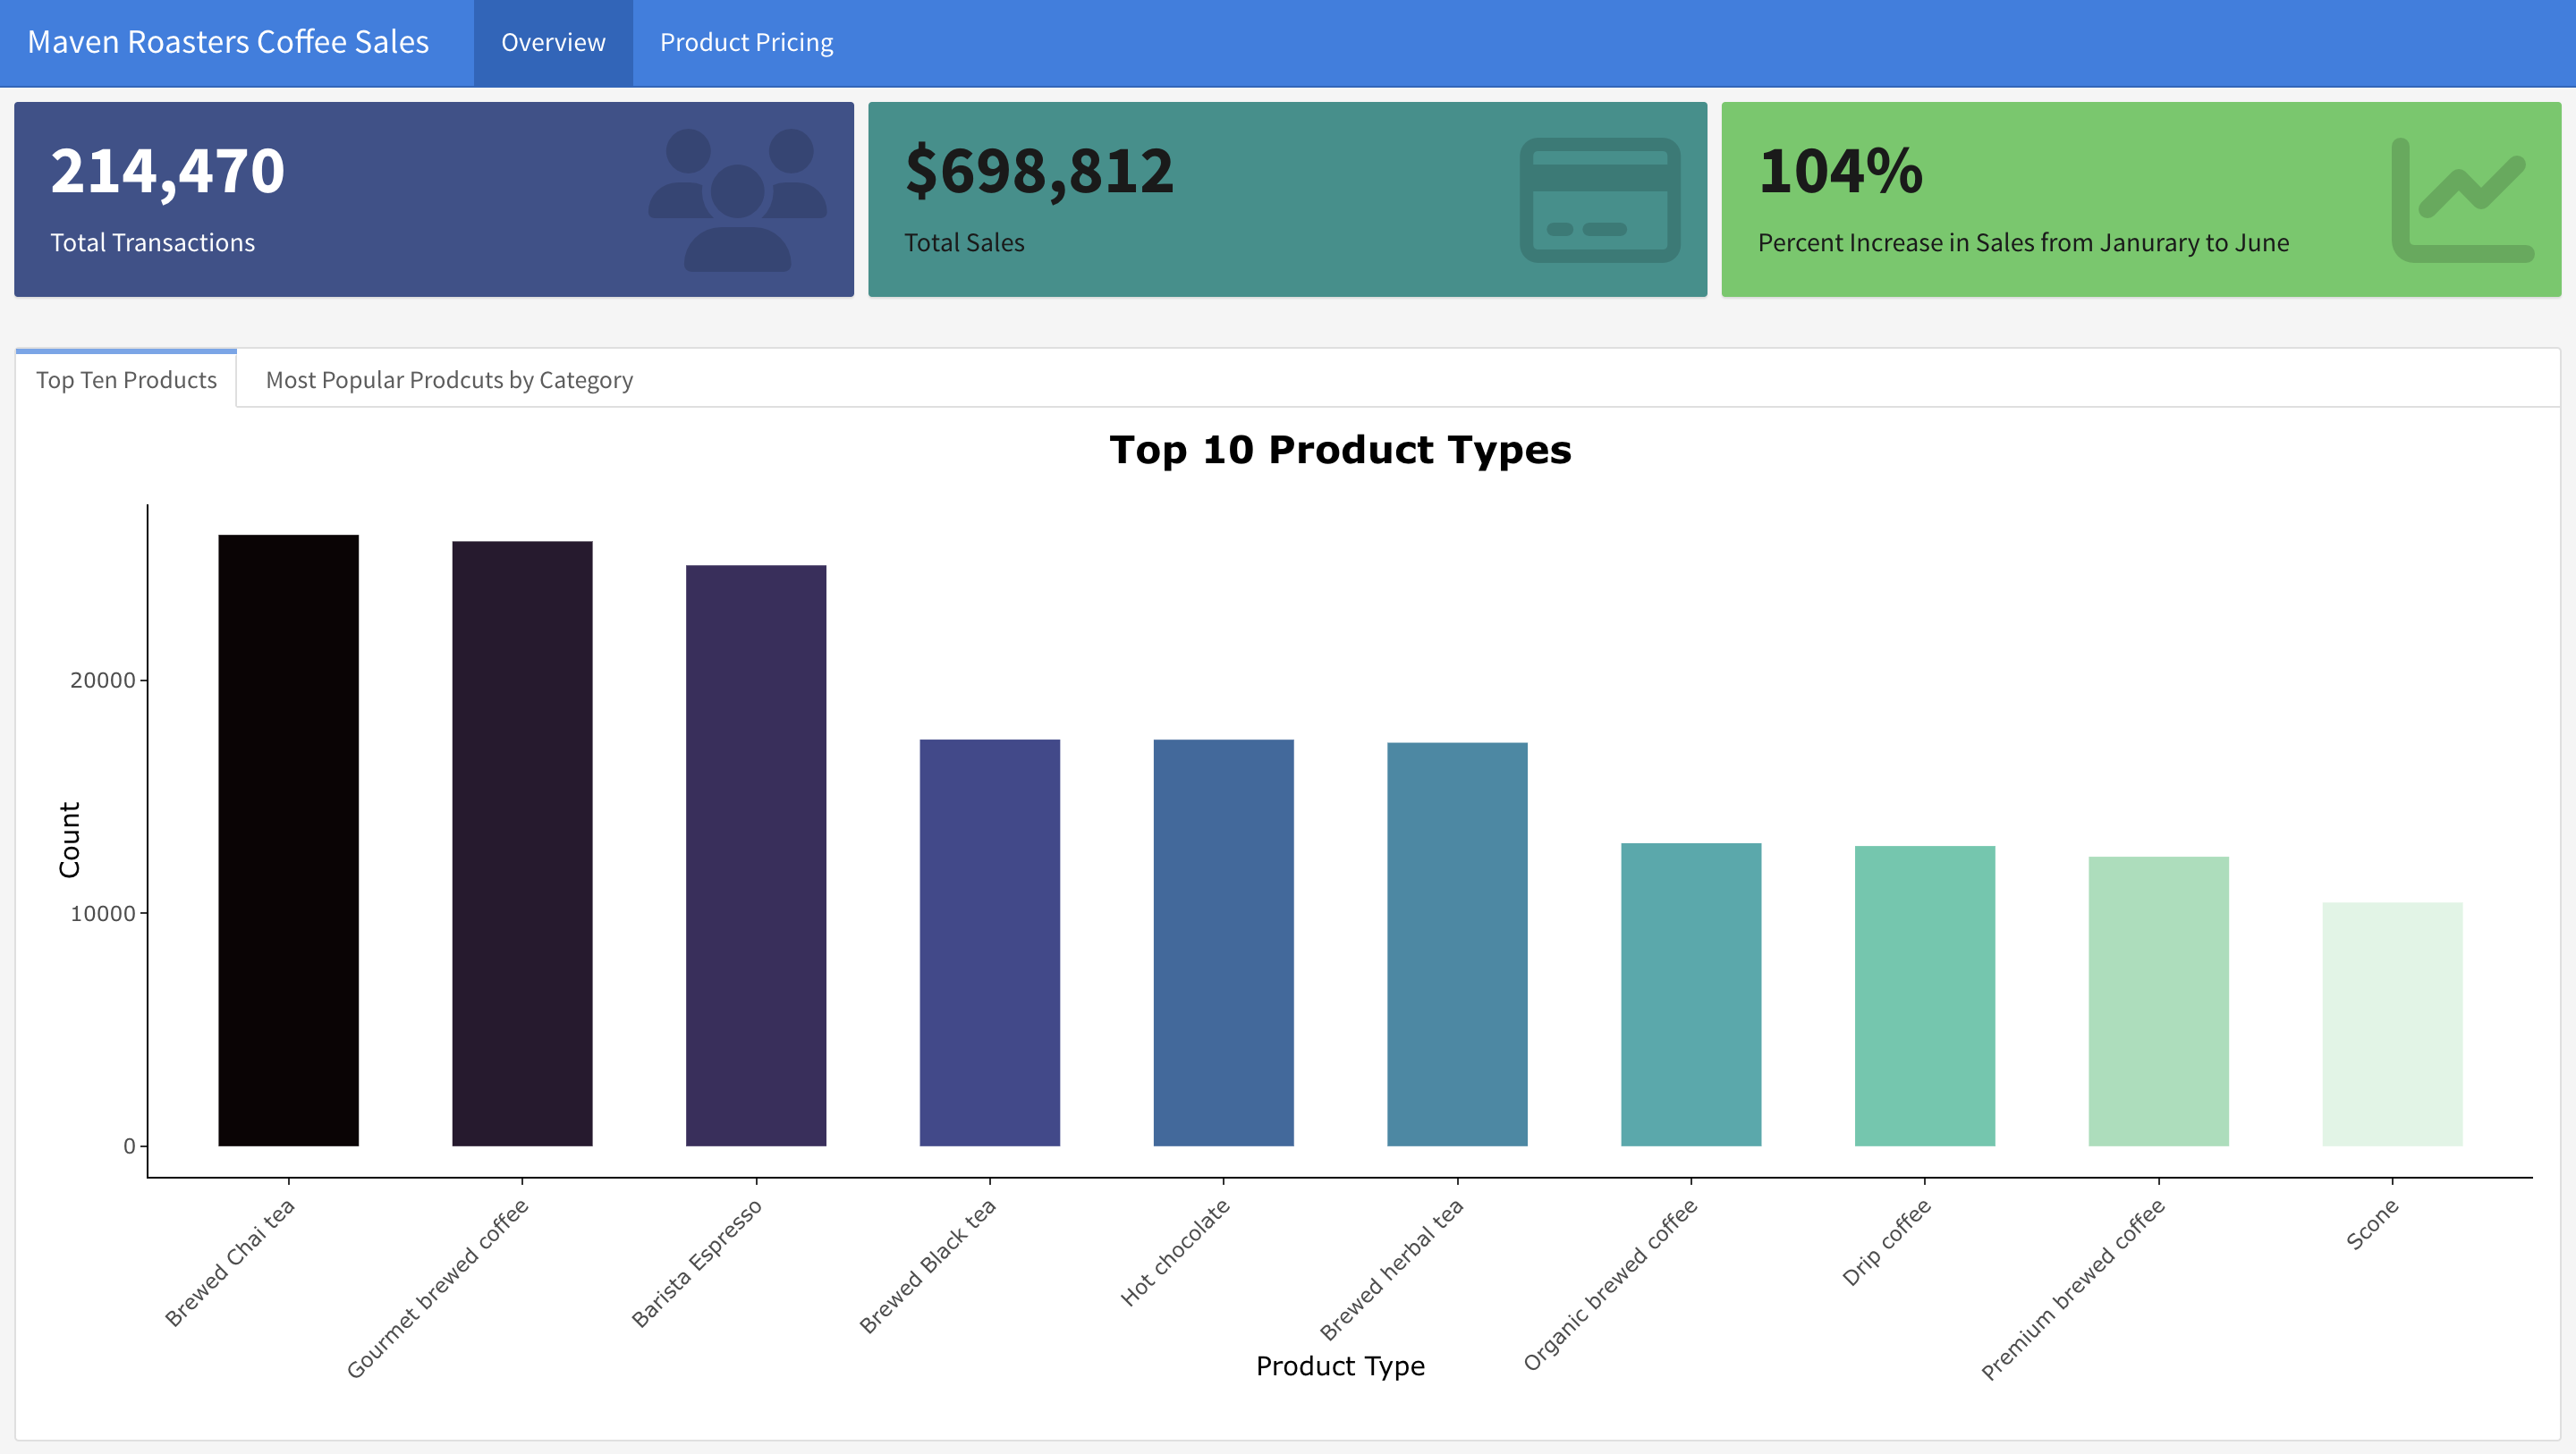 Maven Roasters Coffee Sales
Overview
Product Pricing
214,470
Total Transactions
$698,812
Total Sales
104%
Percent Increase in Sales from Janurary to June
Top Ten Products
Most Popular Prodcuts by Category
Top 10 Product Types
Count
20000
10000
0
Brewed Chai tea
Gourmet brewed coffee
Barista Espresso
Brewed Black tea
Hot chocolate
Brewed herbal tea
Organic brewed coffee
Drip coffee
Premium brewed coffee
Scone
Product Type